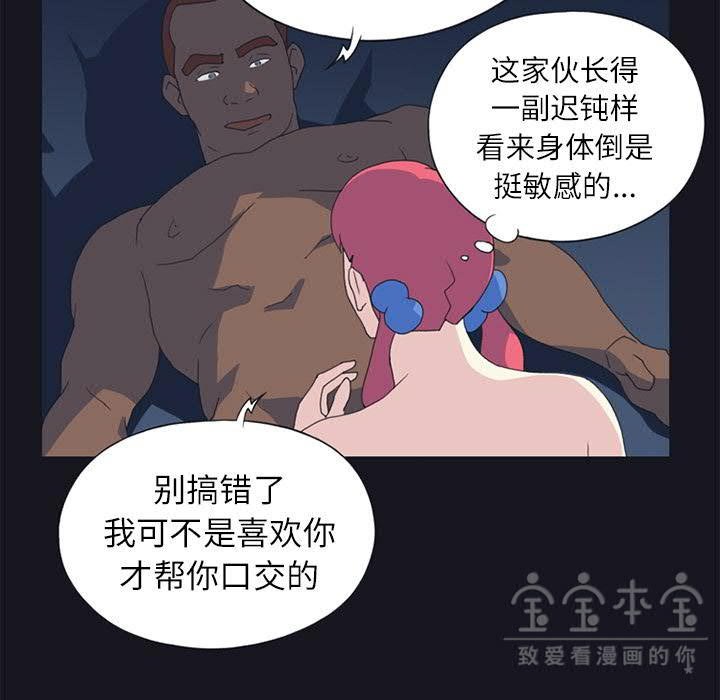 这家伙长得
一副迟钝样
看来身体倒是
挺敏感的...
别搞错了
我可不是喜欢你
才帮你口交的
宝宝本宝
致爱看漫画的你